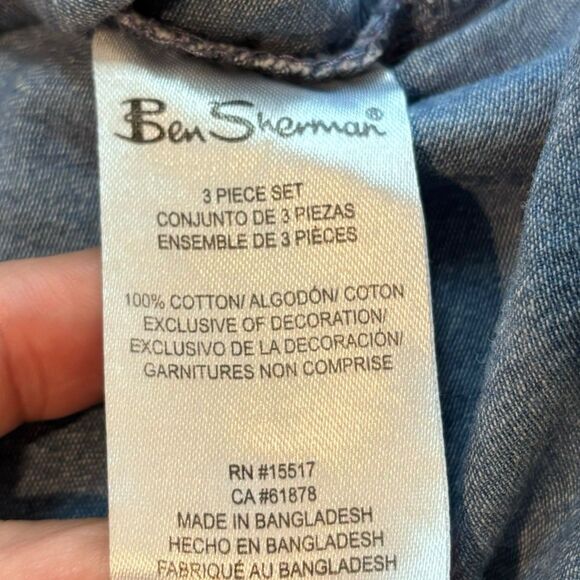 Ben Sherman®
3 PIECE SET
CONJUNTO DE 3 PIEZAS
ENSEMBLE DE 3 PIÈCES
100% COTTON/ ALGODÓN/ COTON
EXCLUSIVE OF DECORATION/
EXCLUSIVO DE LA DECORACIÓN/
GARNITURES NON COMPRISE
RN #15517
CA #61878
MADE IN BANGLADESH
HECHO EN BANGLADESH
FABRIQUÉ AU BANGLADESH